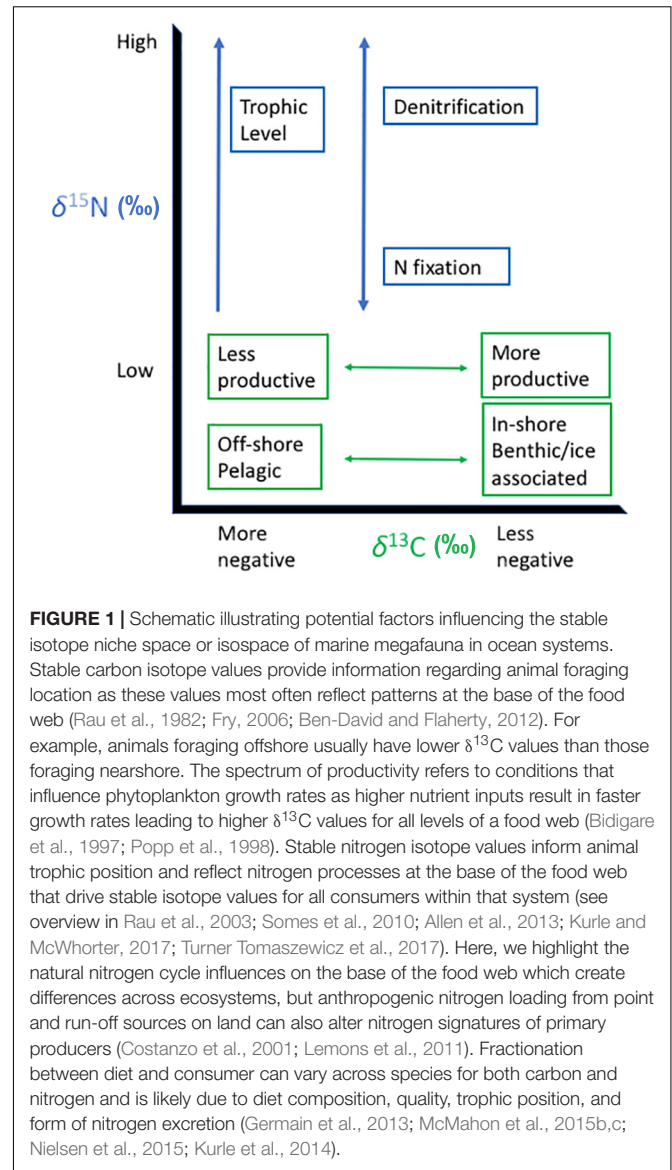 High
Trophic
Level
Denitrification
δ15N (‰)
N fixation
Low
Less
productive
More
productive
Off-shore
Pelagic
In-shore
Benthic/ice
associated
More
negative
δ13C (‰)
Less
negative
FIGURE 1 | Schematic illustrating potential factors influencing the stable
isotope niche space or isospace of marine megafauna in ocean systems.
Stable carbon isotope values provide information regarding animal foraging
location as these values most often reflect patterns at the base of the food
web (Rau et al., 1982; Fry, 2006; Ben-David and Flaherty, 2012). For
example, animals foraging offshore usually have lower δ13C values than those
foraging nearshore. The spectrum of productivity refers to conditions that
influence phytoplankton growth rates as higher nutrient inputs result in faster
growth rates leading to higher δ13C values for all levels of a food web (Bidigare
et al., 1997; Popp et al., 1998). Stable nitrogen isotope values inform animal
trophic position and reflect nitrogen processes at the base of the food web
that drive stable isotope values for all consumers within that system (see
overview in Rau et al., 2003; Somes et al., 2010; Allen et al., 2013; Kurle and
McWhorter, 2017; Turner Tomaszewicz et al., 2017). Here, we highlight the
natural nitrogen cycle influences on the base of the food web which create
differences across ecosystems, but anthropogenic nitrogen loading from point
and run-off sources on land can also alter nitrogen signatures of primary
producers (Costanzo et al., 2001; Lemons et al., 2011). Fractionation
between diet and consumer can vary across species for both carbon and
nitrogen and is likely due to diet composition, quality, trophic position, and
form of nitrogen excretion (Germain et al., 2013; McMahon et al., 2015b,c;
Nielsen et al., 2015; Kurle et al., 2014).